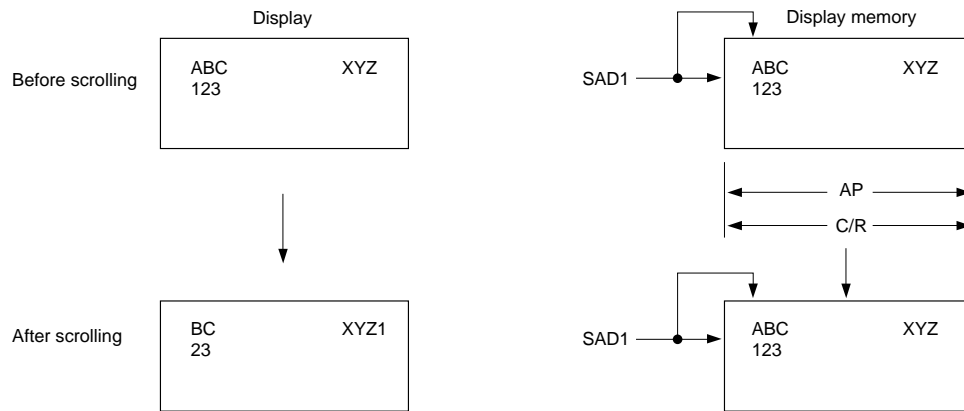 Display
Display memory
Before scrolling
ABC XYZ
123
SAD1
ABC XYZ
123
AP
C/R
After scrolling
BC XYZ1
23
SAD1
ABC XYZ
123